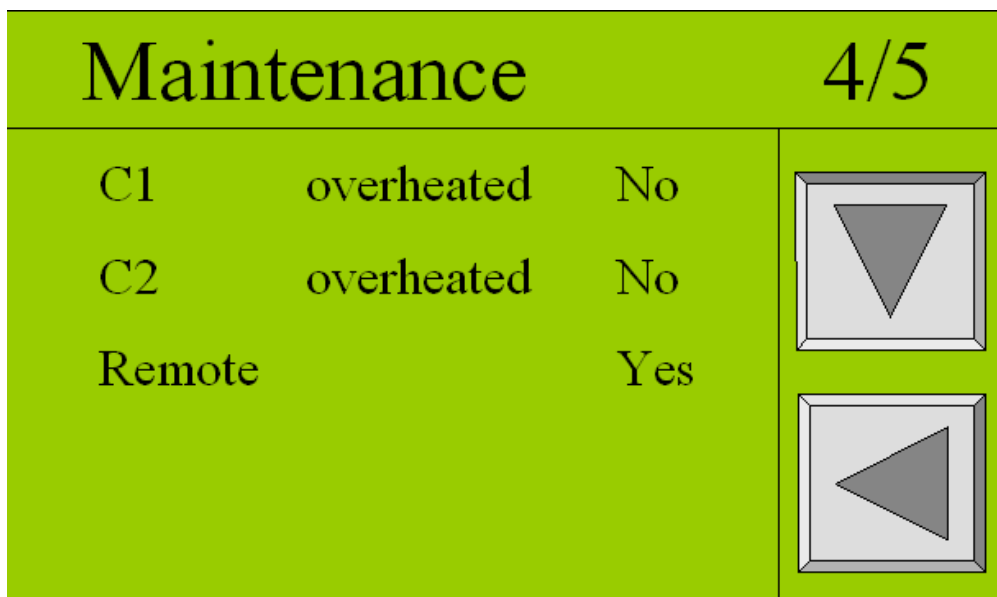 Maintenance 4/5
C1 overheated No
C2 overheated No
Remote Yes